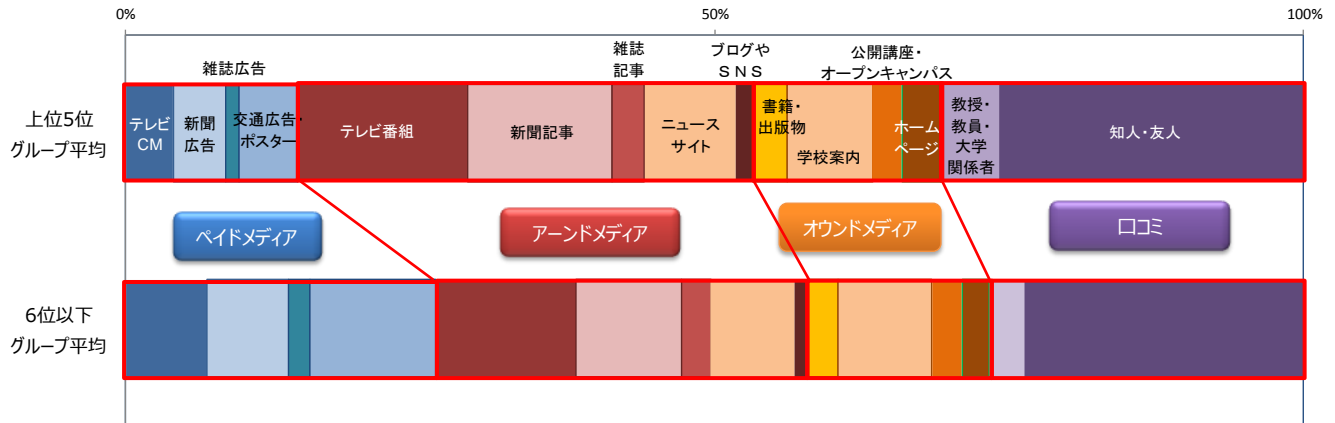 0%
50%
100%
雑誌広告
雑誌
記事
ブログや
ＳＮＳ
公開講座・
オープンキャンパス
上位5位
グループ平均
テレビ
CM
新聞
広告
交通広告・
ポスター
テレビ番組
新聞記事
ニュース
サイト
書籍・
出版物
学校案内
ホーム
ページ
教授・
教員・
大学
関係者
知人・友人
ペイドメディア
アーンドメディア
オウンドメディア
口コミ
6位以下
グループ平均